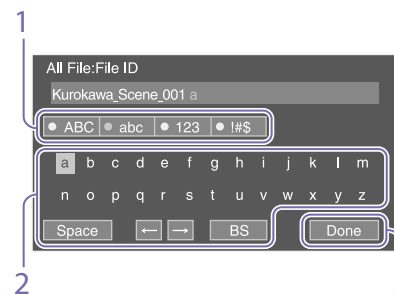 1
All File:File ID
Kurokawa_Scene_001 a
ABC abc 123 !#$
a b c d e f g h i j k l m
n o p q r s t u v w x y z
Space ← → BS Done
2